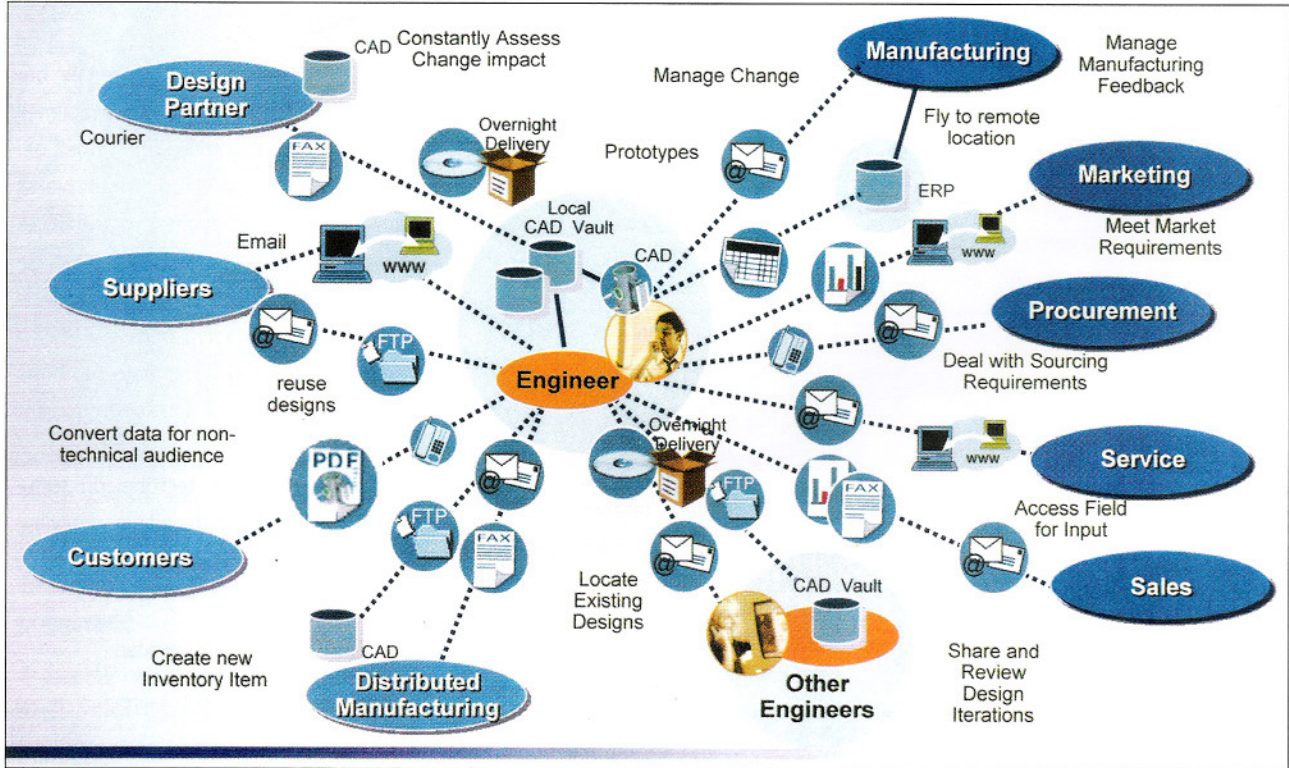 CAD
Constantly Assess
Change impact
Design
Partner
Courier
FAX
Overnight
Delivery
Manage Change
Prototypes
@
Manufacturing
Manage
Manufacturing
Feedback
Fly to remote
location
ERP
Marketing
Meet Market
Requirements
www
Local
CAD Vault
CAD
Email
www
Suppliers
@
FTP
reuse
designs
Engineer
@
Procurement
Deal with Sourcing
Requirements
@
www
Service
Access Field
for Input
Convert data for non-
technical audience
PDF
Customers
@
FTP
FAX
CAD
Create new
Inventory Item
Distributed
Manufacturing
Overnight
Delivery
FTP
@
Locate
Existing
Designs
CAD Vault
Other
Engineers
FAX
@
Sales
Share and
Review
Design
Iterations